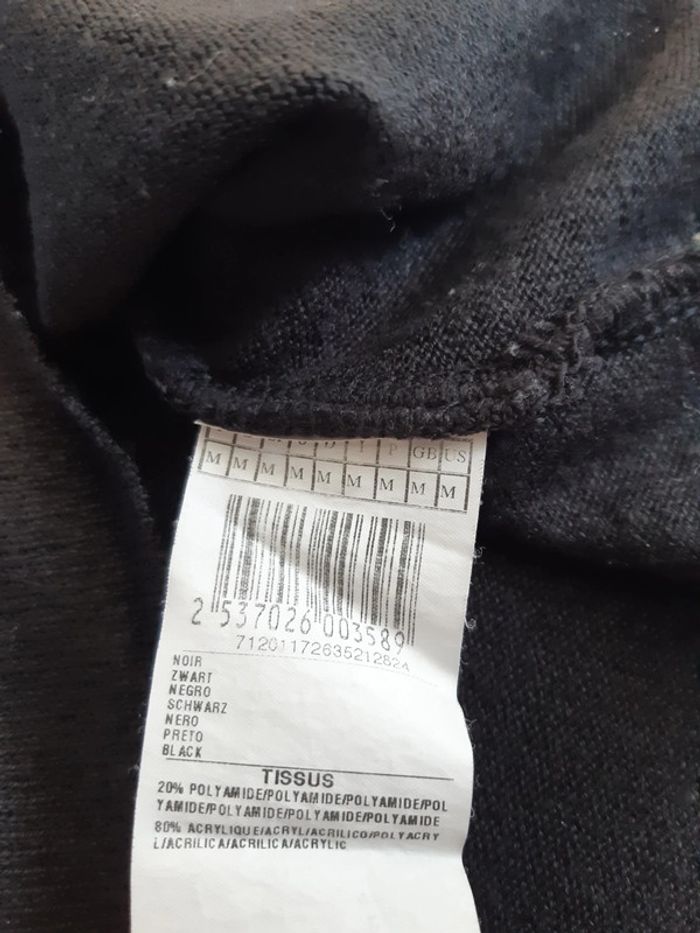 I P GB US
M M M M M M M M M
2 537026 003589
71201172635212824
NOIR
ZWART
NEGRO
SCHWARZ
NERO
PRETO
BLACK
TISSUS
20% POLYAMIDE/POLYAMIDE/POLYAMIDE/POL
YAMIDE/POLYAMIDE/POLYAMIDE/POLYAMIDE
80% ACRYLIQUE/ACRYL/ACRILICO/POLYACRY
L/ACRILICA/ACRILICA/ACRYLIC